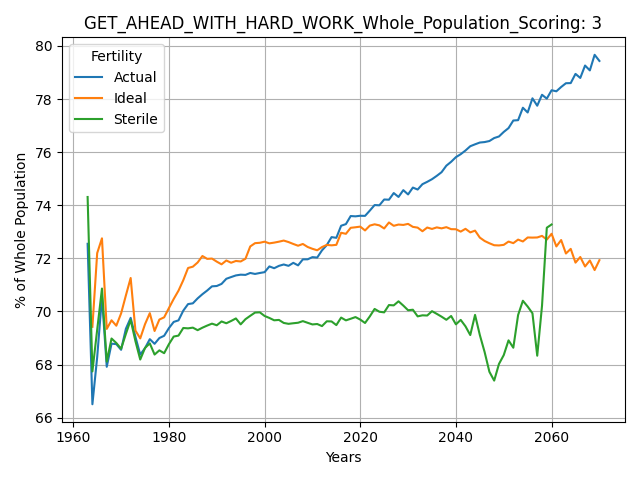 GET_AHEAD_WITH_HARD_WORK_Whole_Population_Scoring: 3
80
78
76
74
72
70
68
66
% of Whole Population
Fertility
Actual
Ideal
Sterile
1960 1980 2000 2020 2040 2060
Years